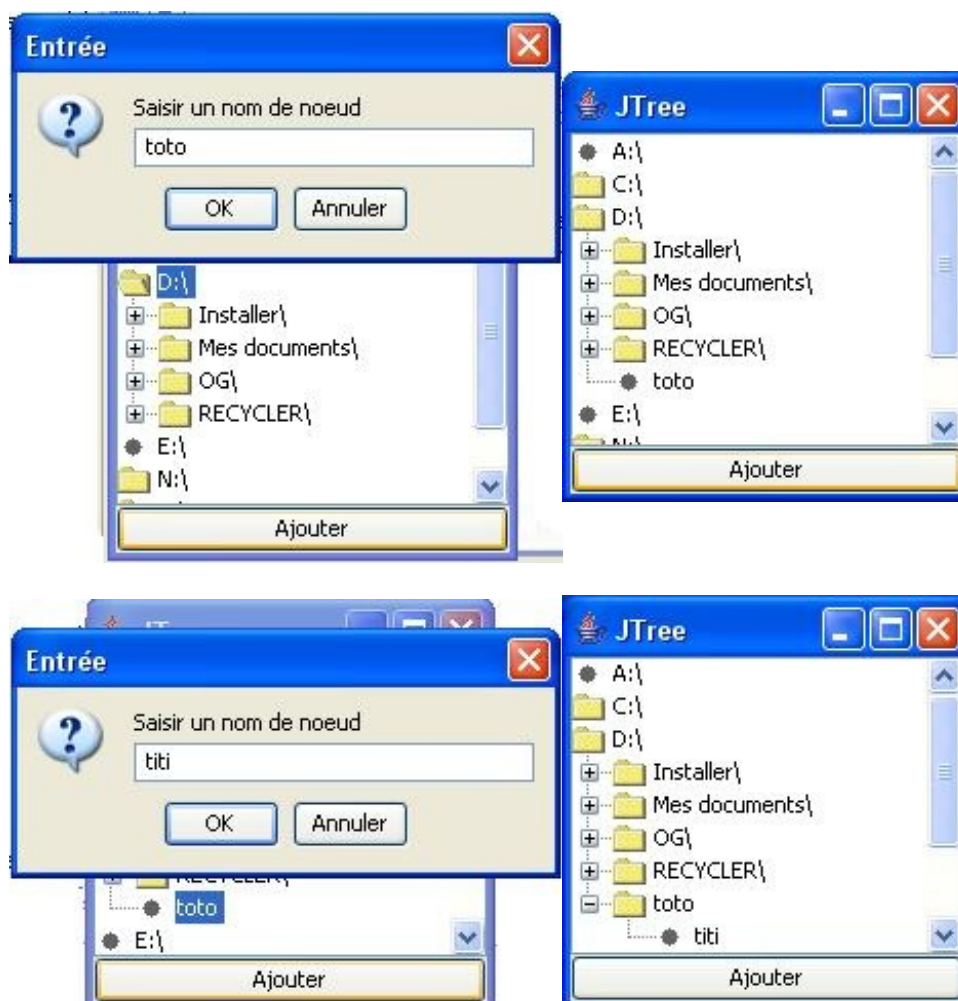 Entrée
Saisir un nom de noeud
toto
OK
Annuler
D:\
Installer\
Mes documents\
OG\
RECYCLER\
E:\
N:\
Ajouter
JTree
A:\
C:\
D:\
Installer\
Mes documents\
OG\
RECYCLER\
toto
E:\
N:\
Ajouter
Entrée
Saisir un nom de noeud
titi
OK
Annuler
RECYCLER\
toto
E:\
Ajouter
JTree
A:\
C:\
D:\
Installer\
Mes documents\
OG\
RECYCLER\
toto
titi
Ajouter